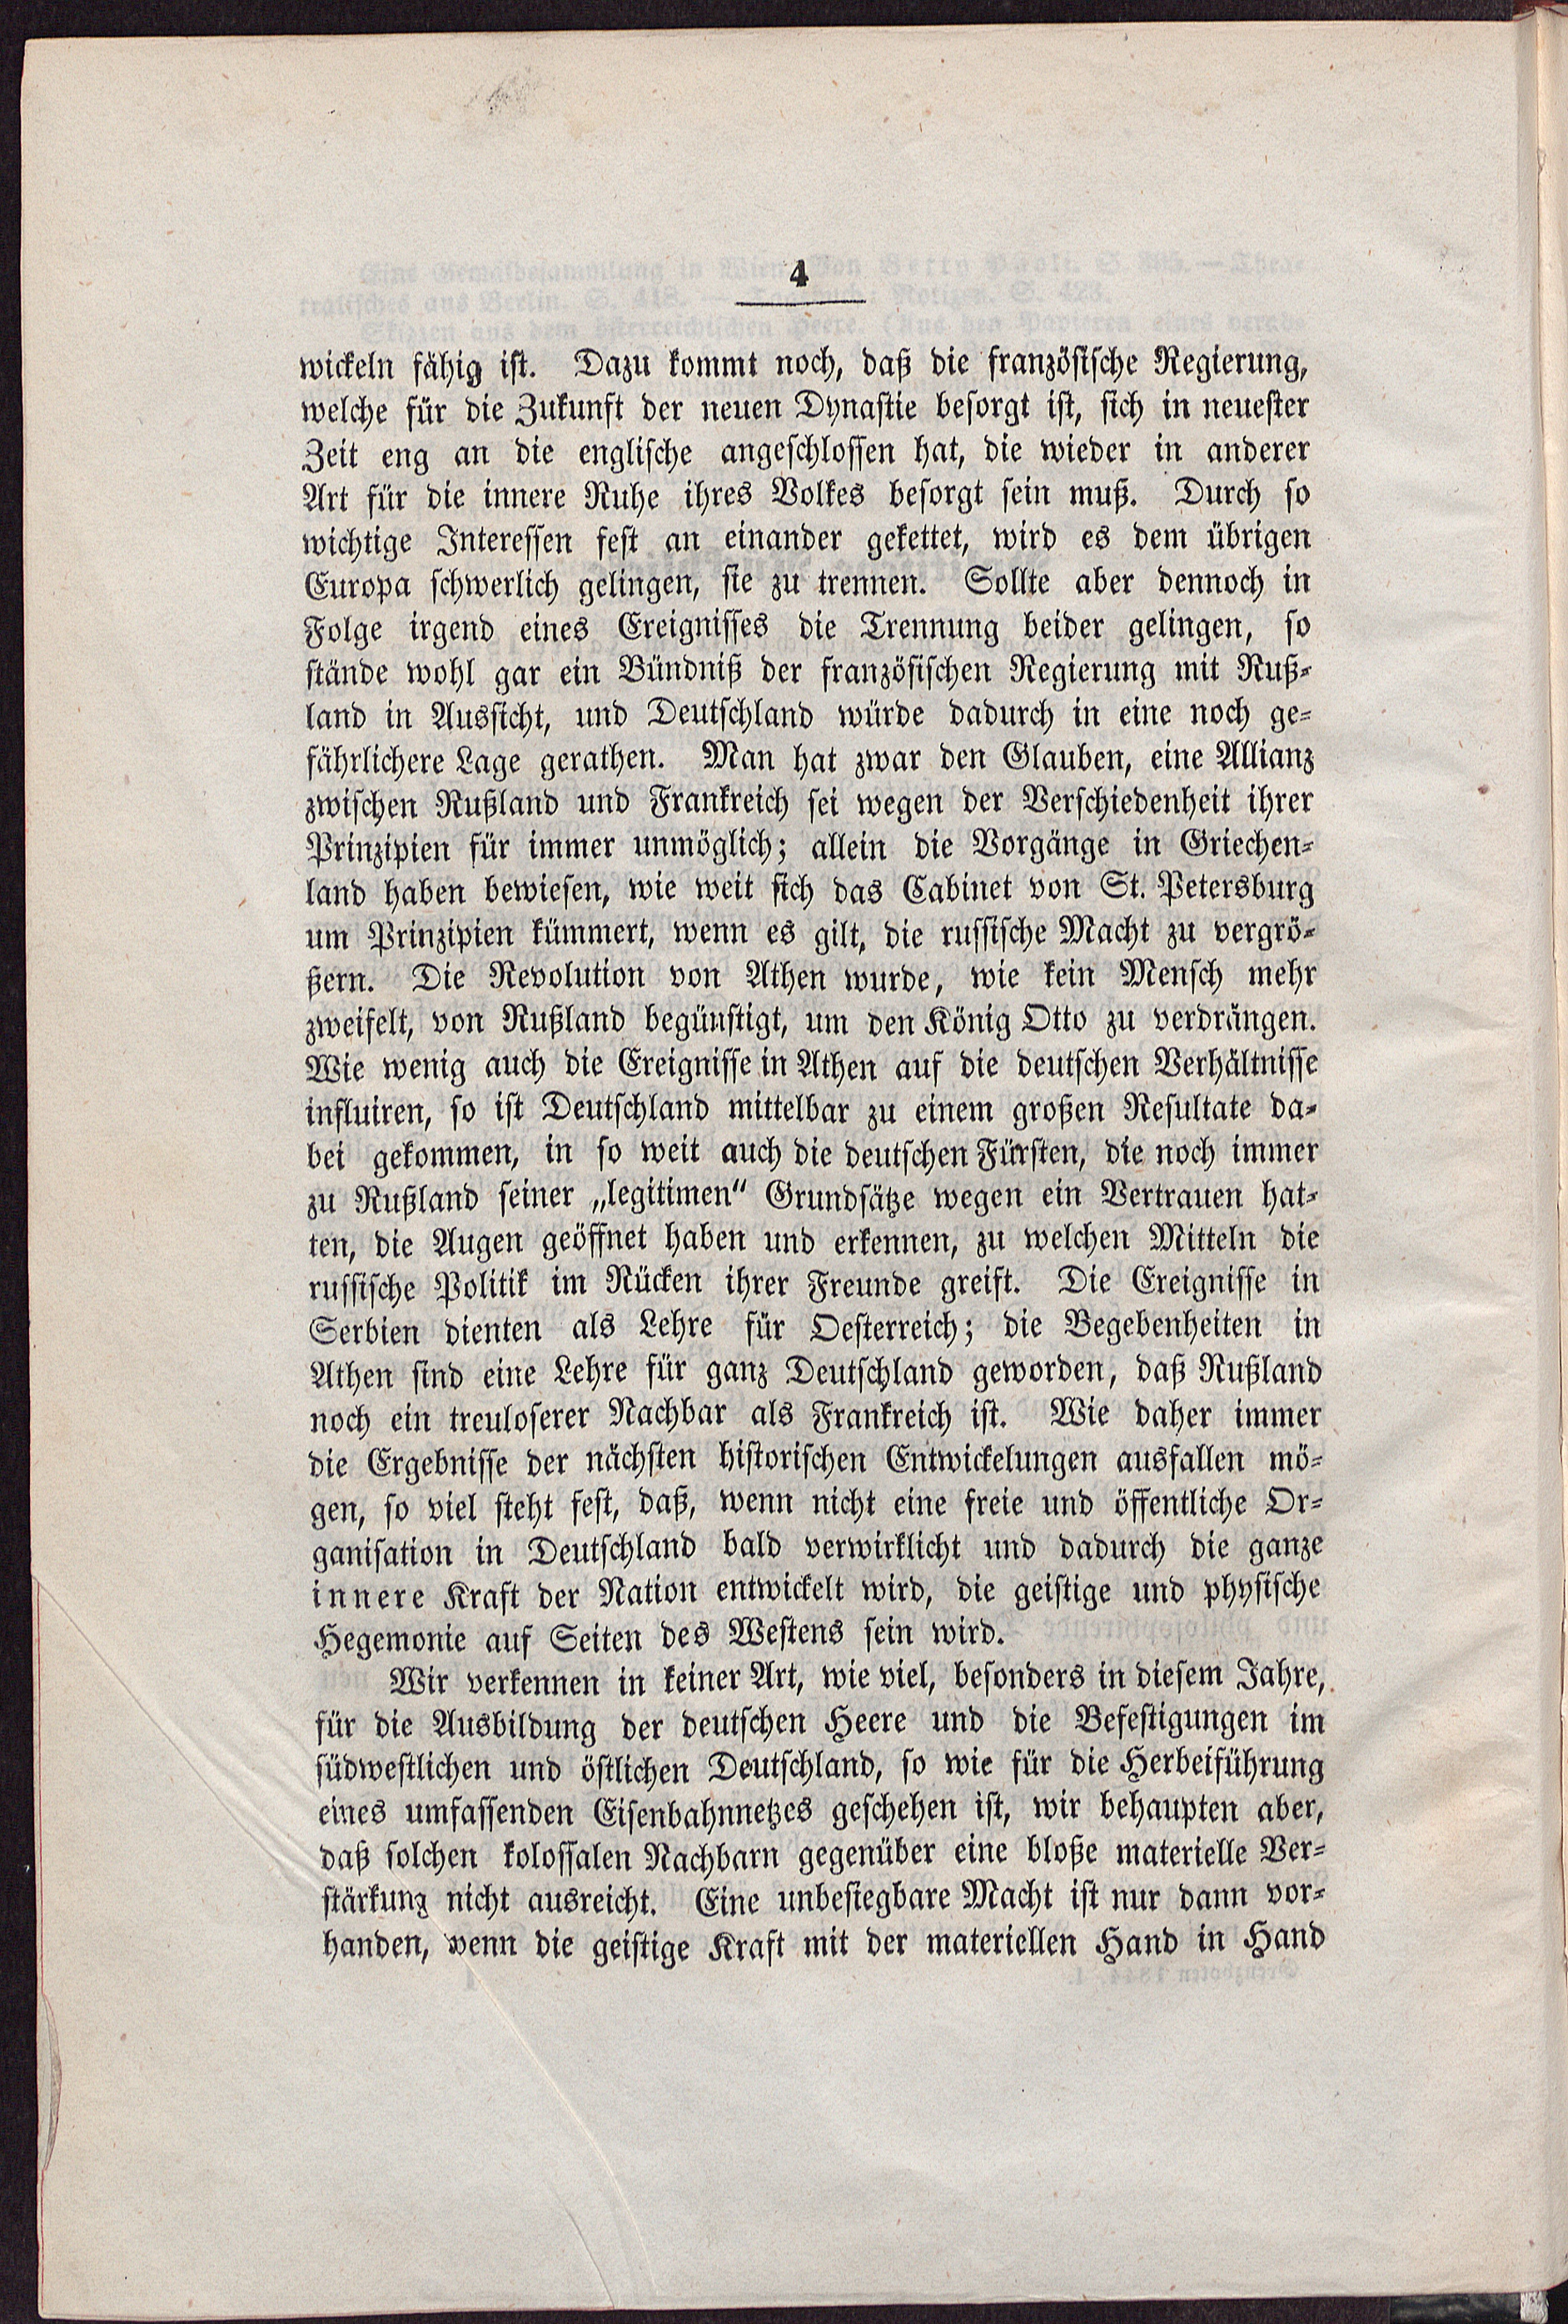 4
wickeln fähig ist. Dazu kommt noch, daß die französische Regierung,
welche für die Zukunft der neuen Dynastie besorgt ist, sich in neuester
Zeit eng an die englische angeschlossen hat, die wieder in anderer
Art für die innere Ruhe ihres Volkes besorgt sein muß. Durch so
wichtige Interessen fest an einander gekettet, wird es dem übrigen
Europa schwerlich gelingen, sie zu trennen. Sollte aber dennoch in
Folge irgend eines Ereignisses die Trennung beider gelingen, so
stände wohl gar ein Bündniß der französischen Regierung mit Ruß-
land in Aussicht, und Deutschland würde dadurch in eine noch ge-
fährlichere Lage gerathen. Man hat zwar den Glauben, eine Allianz
zwischen Rußland und Frankreich sei wegen der Verschiedenheit ihrer
Prinzipien für immer unmöglich; allein die Vorgänge in Griechen-
land haben bewiesen, wie weit sich das Cabinet von St. Petersburg
um Prinzipien kümmert, wenn es gilt, die russische Macht zu vergrö-
ßern. Die Revolution von Athen wurde, wie kein Mensch mehr
zweifelt, von Rußland begünstigt, um den König Otto zu verdrängen.
Wie wenig auch die Ereignisse in Athen auf die deutschen Verhältnisse
influiren, so ist Deutschland mittelbar zu einem großen Resultate da-
bei gekommen, in so weit auch die deutschen Fürsten, die noch immer
zu Rußland seiner „legitimen“ Grundsätze wegen ein Vertrauen hat-
ten, die Augen geöffnet haben und erkennen, zu welchen Mitteln die
russische Politik im Rücken ihrer Freunde greift. Die Ereignisse in
Serbien dienten als Lehre für Oesterreich; die Begebenheiten in
Athen sind eine Lehre für ganz Deutschland geworden, daß Rußland
noch ein treuloserer Nachbar als Frankreich ist. Wie daher immer
die Ergebnisse der nächsten historischen Entwickelungen ausfallen mö-
gen, so viel steht fest, daß, wenn nicht eine freie und öffentliche Or-
ganisation in Deutschland bald verwirklicht und dadurch die ganze
innere Kraft der Nation entwickelt wird, die geistige und physische
Hegemonie auf Seiten des Westens sein wird.
Wir verkennen in keiner Art, wie viel, besonders in diesem Jahre,
für die Ausbildung der deutschen Heere und die Befestigungen im
südwestlichen und östlichen Deutschland, so wie für die Herbeiführung
eines umfassenden Eisenbahnnetzes geschehen ist, wir behaupten aber,
daß solchen kolossalen Nachbarn gegenüber eine bloße materielle Ver-
stärkung nicht ausreicht. Eine unbesiegbare Macht ist nur dann vor-
handen, wenn die geistige Kraft mit der materiellen Hand in Hand